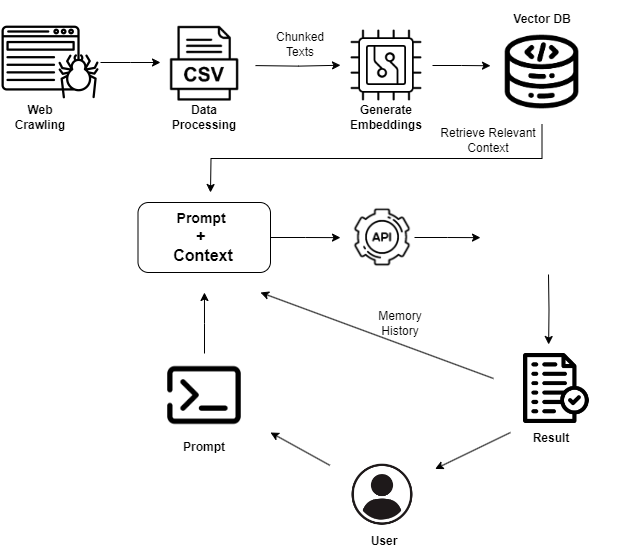 Vector DB
Chunked
Texts
CSV
Web
Crawling
Data
Processing
Generate
Embeddings
Retrieve Relevant
Context
Prompt
+
Context
API
Memory
History
Prompt
Result
User